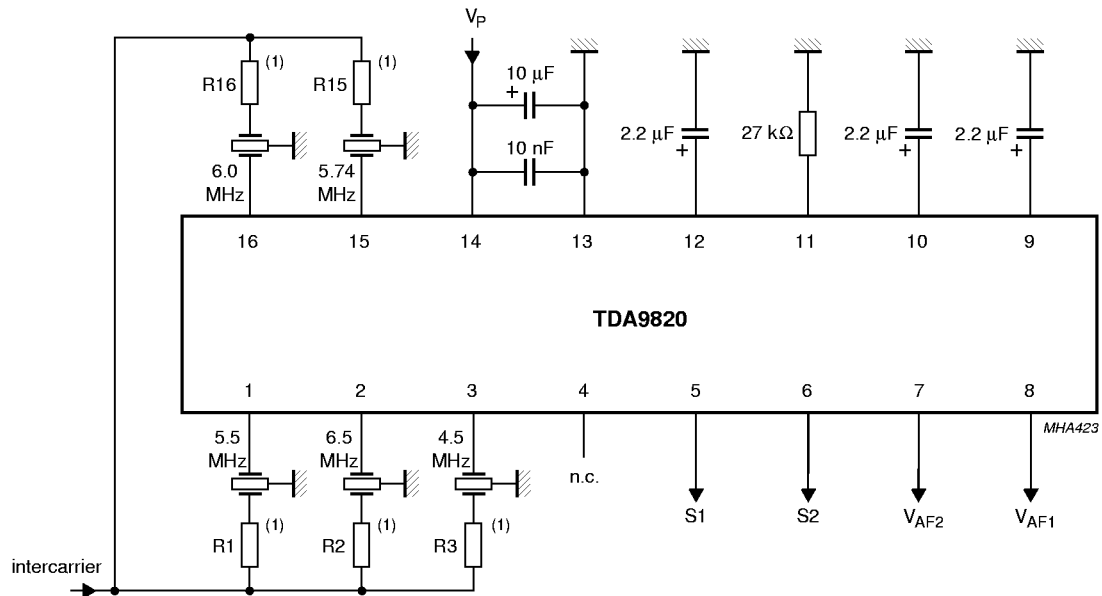 VP
(1)
(1)
R16
R15
10 µF
+
10 nF
2.2 µF
+
27 kΩ
2.2 µF
+
2.2 µF
+
6.0
MHz
5.74
MHz
16
15
14
13
12
11
10
9
TDA9820
1
2
3
4
5
6
7
8
MHA423
5.5
MHz
6.5
MHz
4.5
MHz
n.c.
S1
S2
VAF2
VAF1
(1)
(1)
(1)
R1
R2
R3
intercarrier